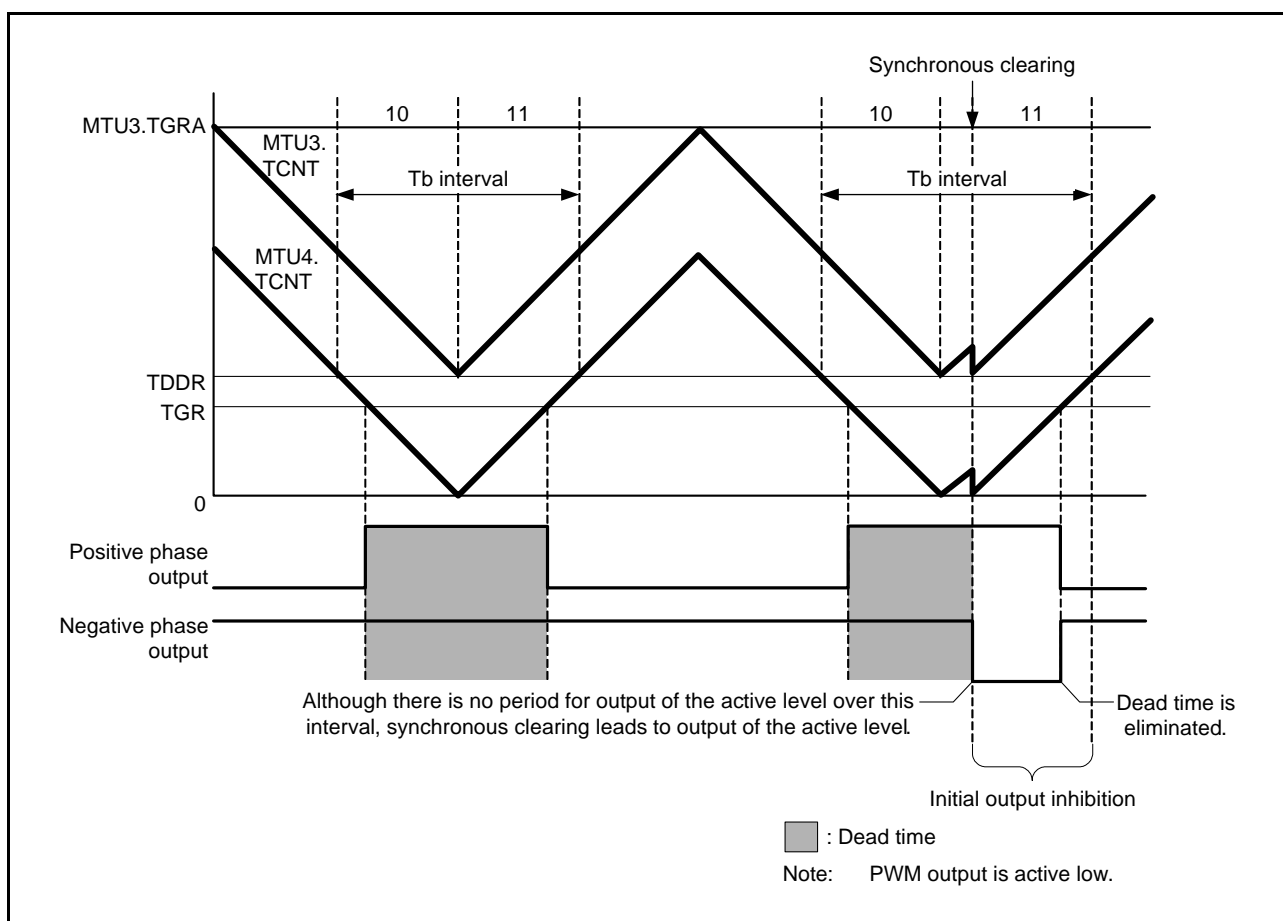 Synchronous clearing
10
11
10
11
MTU3.TGRA
MTU3.
TCNT
Tb interval
Tb interval
MTU4.
TCNT
TDDR
TGR
0
Positive phase
output
Negative phase
output
Although there is no period for output of the active level over this
interval, synchronous clearing leads to output of the active level.
Dead time is
eliminated.
Initial output inhibition
: Dead time
Note: PWM output is active low.